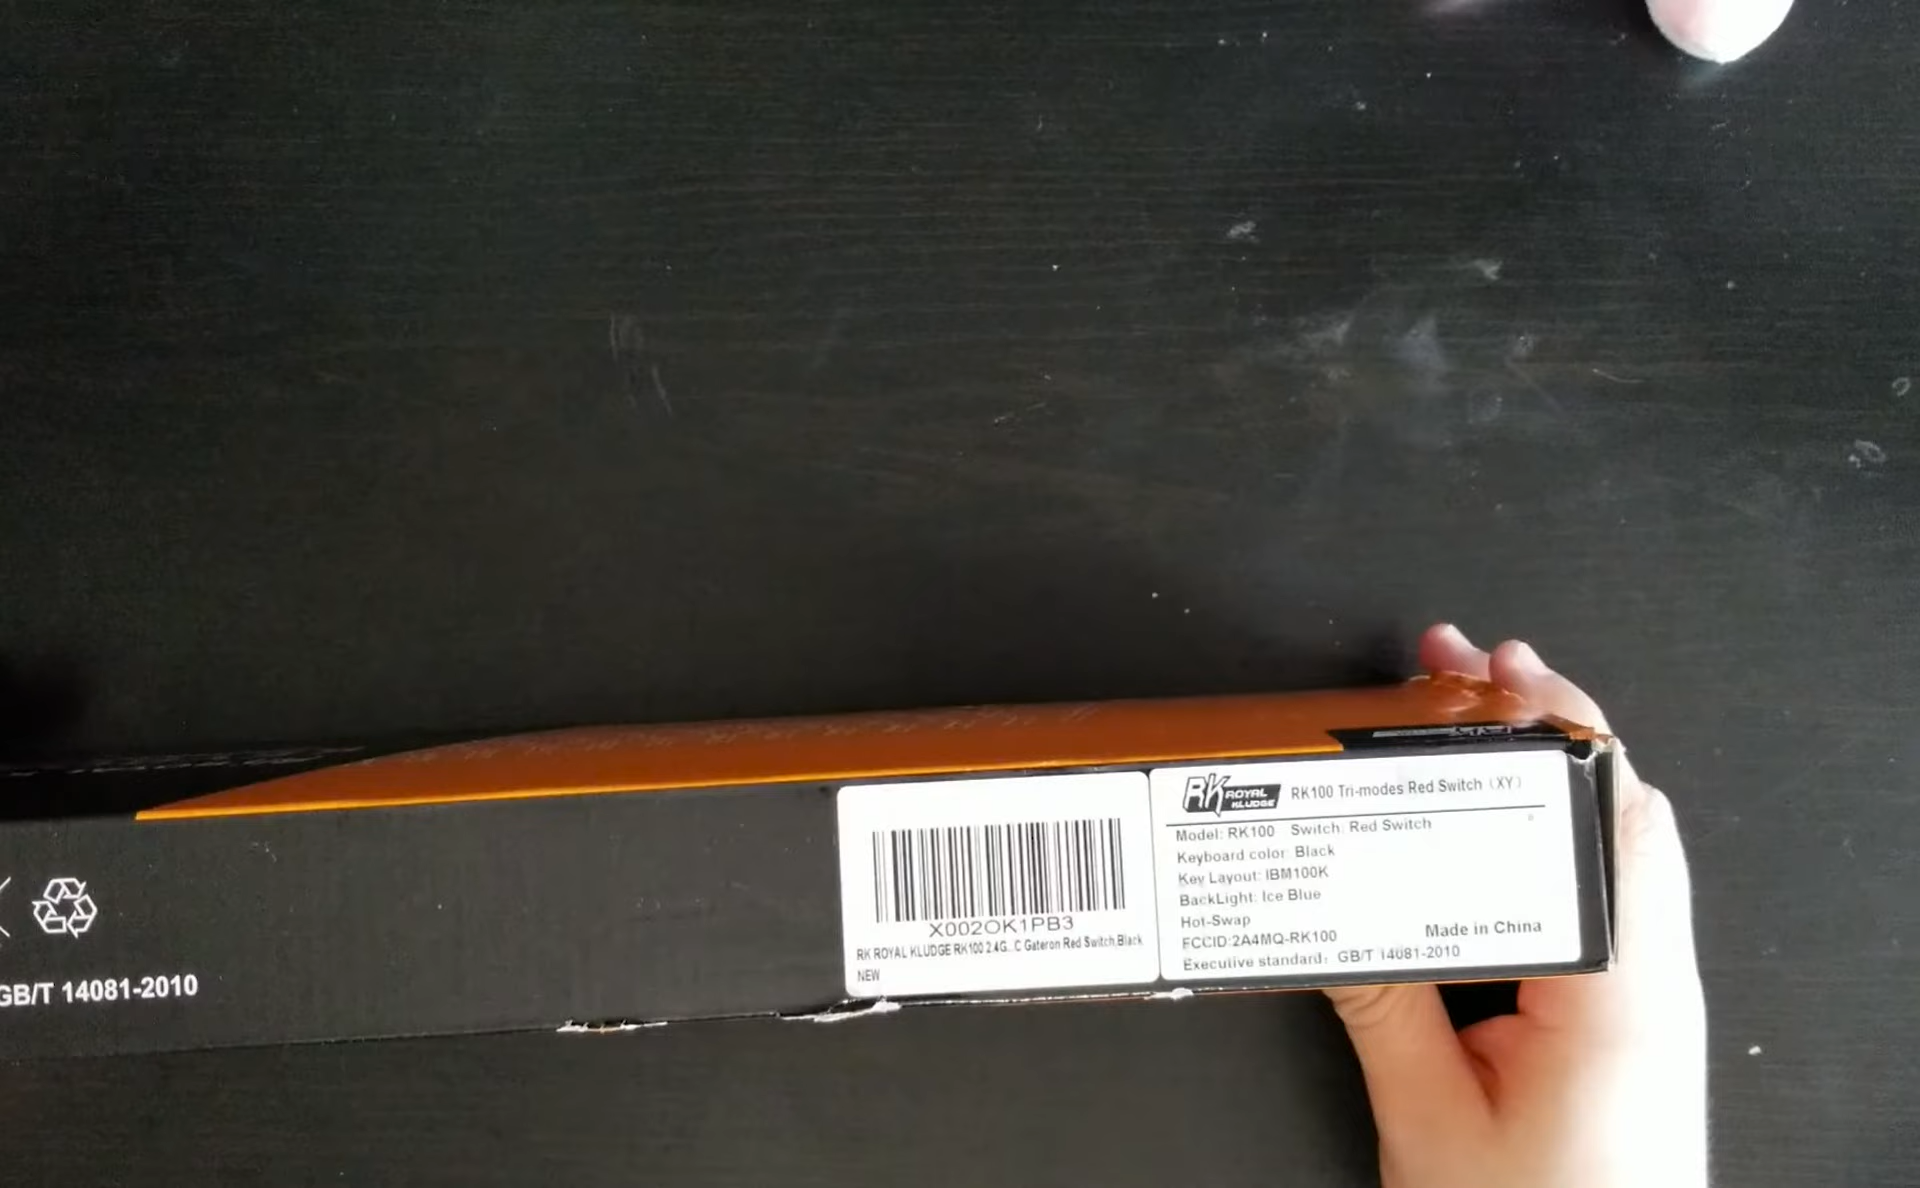 GB/T 14081-2010
X002OK1PB3
RK ROYAL KLUDGE RK100 2.4G...C Gateron Red Switch,Black
NEW
RK ROYAL KLUDGE RK100 Tri-modes Red Switch（XY）
Model: RK100 Switch: Red Switch
Keyboard color: Black
Key Layout: IBM100K
BackLight: Ice Blue
Hot-Swap
FCCID:2A4MQ-RK100 Made in China
Executive standard: GB/T 14081-2010